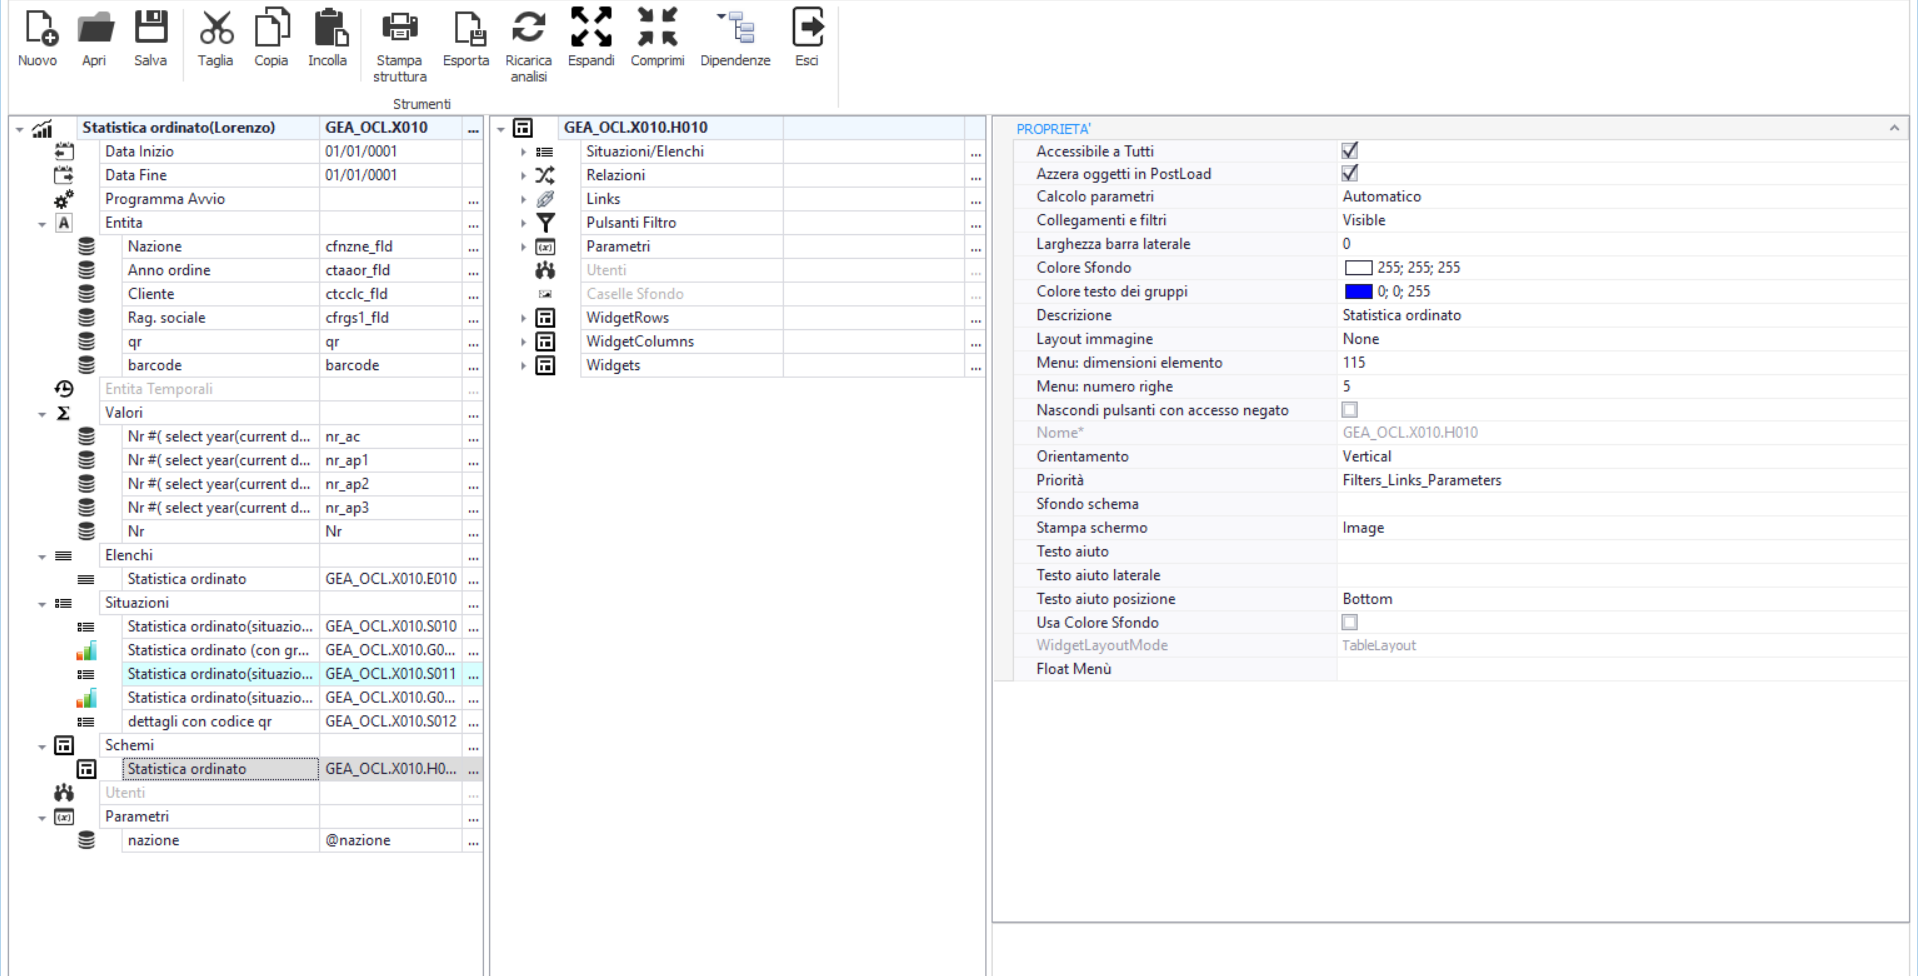 Nuovo Apri Salva Taglia Copia Incolla Stampa struttura Esporta Ricarica analisi Espandi Comprimi Dipendenze Esci
Strumenti
Statistica ordinato(Lorenzo) GEA_OCL.X010 ...
Data Inizio 01/01/0001
Data Fine 01/01/0001
Programma Avvio ...
A Entita ...
Nazione cfnzne_fld ...
Anno ordine ctaaor_fld ...
Cliente ctcclc_fld ...
Rag. sociale cfrgs1_fld ...
qr qr ...
barcode barcode ...
Entita Temporali ...
Σ Valori ...
Nr #( select year(current d... nr_ac ...
Nr #( select year(current d... nr_ap1 ...
Nr #( select year(current d... nr_ap2 ...
Nr #( select year(current d... nr_ap3 ...
Nr Nr ...
Elenchi ...
Statistica ordinato GEA_OCL.X010.E010 ...
Situazioni ...
Statistica ordinato(situazio... GEA_OCL.X010.S010 ...
Statistica ordinato (con gr... GEA_OCL.X010.G0... ...
Statistica ordinato(situazio... GEA_OCL.X010.S011 ...
Statistica ordinato(situazio... GEA_OCL.X010.G0... ...
dettagli con codice qr GEA_OCL.X010.S012 ...
Schemi ...
Statistica ordinato GEA_OCL.X010.H0... ...
Utenti ...
(x) Parametri ...
nazione @nazione ...
GEA_OCL.X010.H010
Situazioni/Elenchi ...
Relazioni ...
Links ...
Pulsanti Filtro ...
(x) Parametri ...
Utenti ...
Caselle Sfondo ...
WidgetRows ...
WidgetColumns ...
Widgets ...
PROPRIETA'
Accessibile a Tutti
Azzera oggetti in PostLoad
Calcolo parametri Automatico
Collegamenti e filtri Visible
Larghezza barra laterale 0
Colore Sfondo 255; 255; 255
Colore testo dei gruppi 0; 0; 255
Descrizione Statistica ordinato
Layout immagine None
Menu: dimensioni elemento 115
Menu: numero righe 5
Nascondi pulsanti con accesso negato
Nome* GEA_OCL.X010.H010
Orientamento Vertical
Priorità Filters_Links_Parameters
Sfondo schema
Stampa schermo Image
Testo aiuto
Testo aiuto laterale
Testo aiuto posizione Bottom
Usa Colore Sfondo
WidgetLayoutMode TableLayout
Float Menù